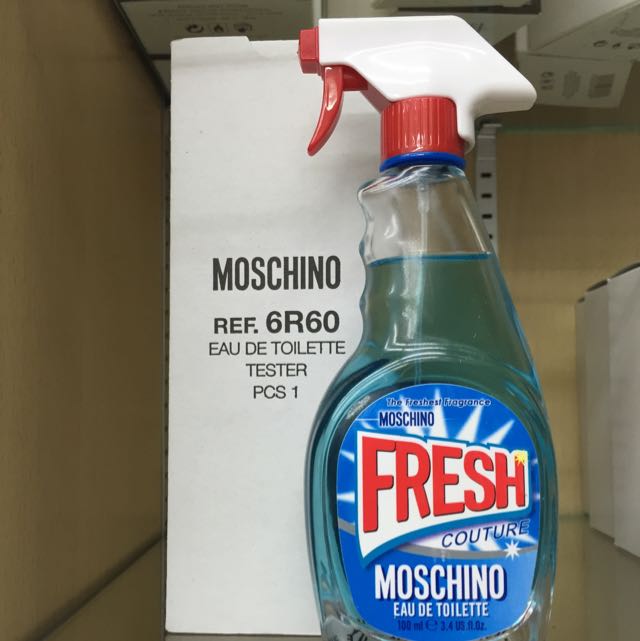 MOSCHINO
REF. 6R60
EAU DE TOILETTE
TESTER
PCS 1
The Freshest Fragrance
MOSCHINO
FRESH
COUTURE
MOSCHINO
EAU DE TOILETTE
100 ml ℮ 3.4 US fl.Oz.